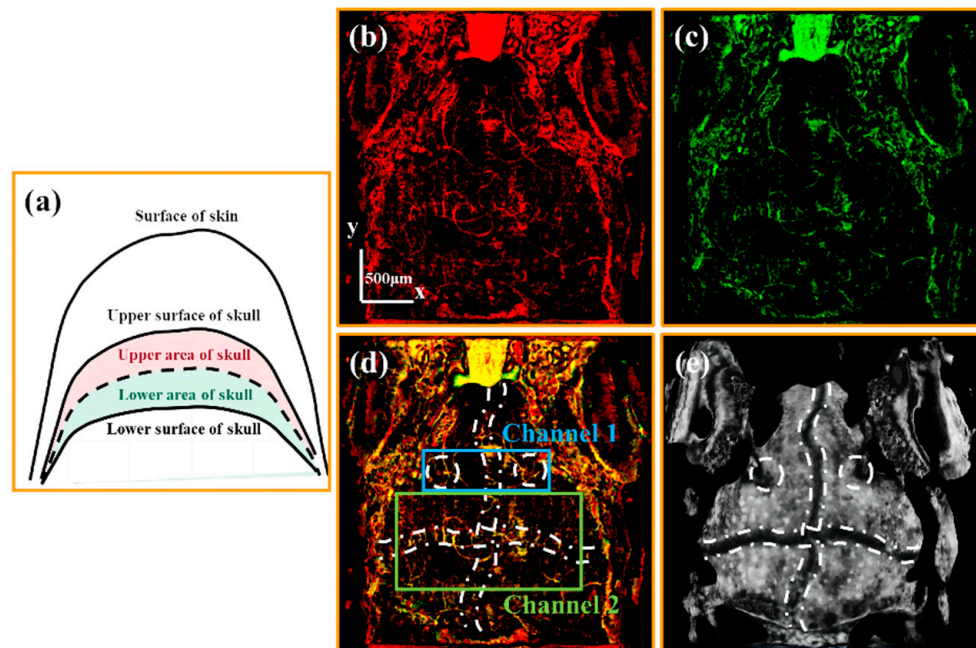 (a)
Surface of skin
Upper surface of skull
Upper area of skull
Lower area of skull
Lower surface of skull
(b)
y
500μm
x
(c)
(d)
Channel 1
Channel 2
(e)